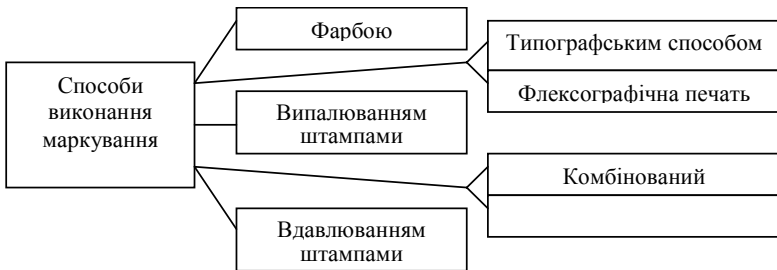 Фарбою
Типографським способом
Способи
виконання
маркування
Флексографічна печать
Випалюванням
штампами
Комбінований
Вдавлюванням
штампами